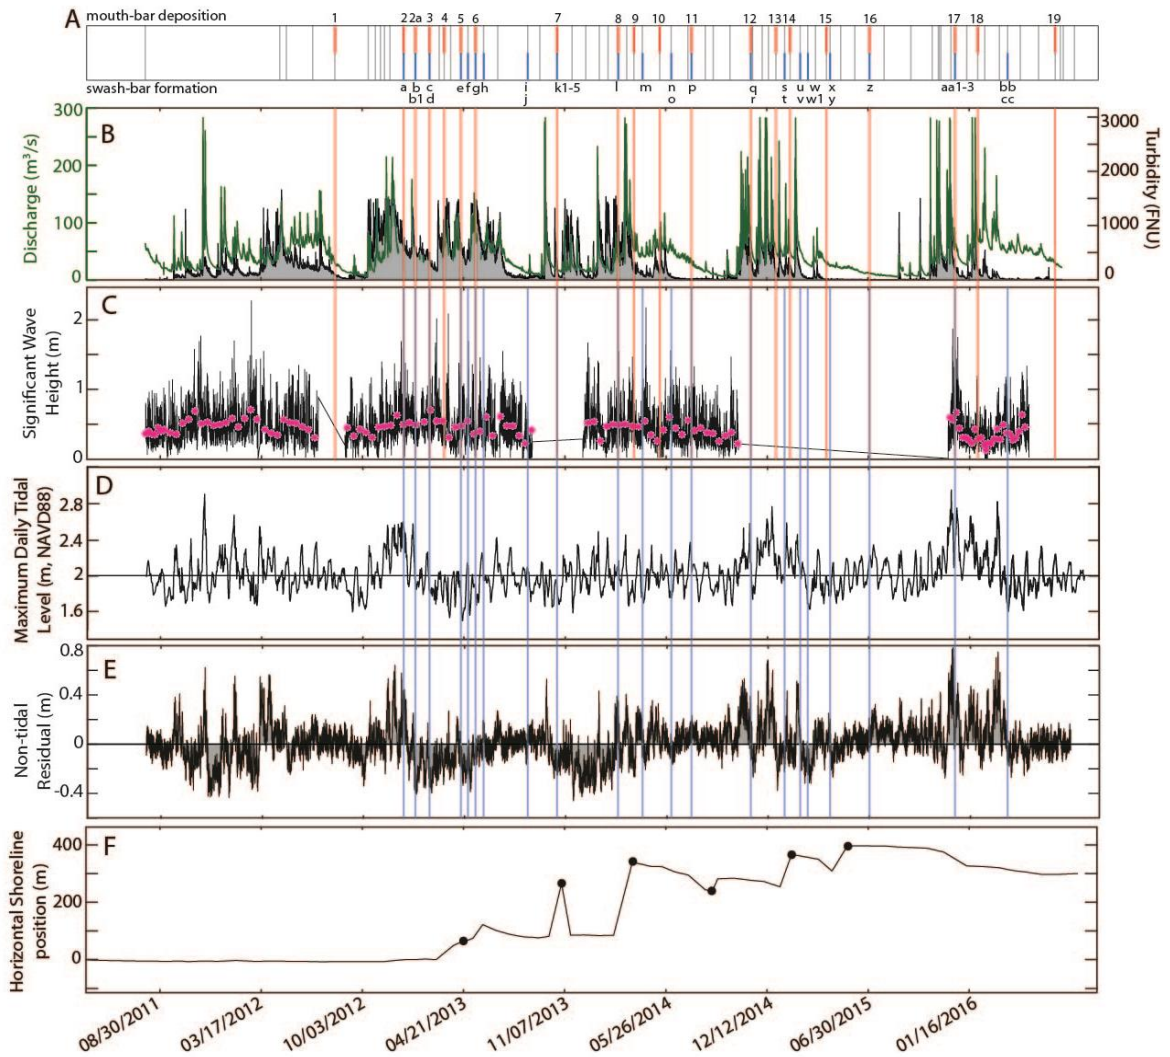 A
mouth-bar deposition
1 2 2a 3 4 5 6 7 8 9 10 11 12 13 14 15 16 17 18 19
swash-bar formation
a b c e f g h i k1-5 l m n p q s u w x z aa1-3 bb
b1 d j o r t v w1 y cc
B
Discharge (m³/s)
300
200
100
0
Turbidity (FNU)
3000
2000
1000
0
C
Significant Wave
Height (m)
2
1
0
D
Maximum Daily Tidal
Level (m, NAVD88)
2.8
2.4
2
1.6
E
Non-tidal
Residual (m)
0.8
0.4
0
-0.4
F
Horizontal Shoreline
position (m)
400
200
0
08/30/2011
03/17/2012
10/03/2012
04/21/2013
11/07/2013
05/26/2014
12/12/2014
06/30/2015
01/16/2016